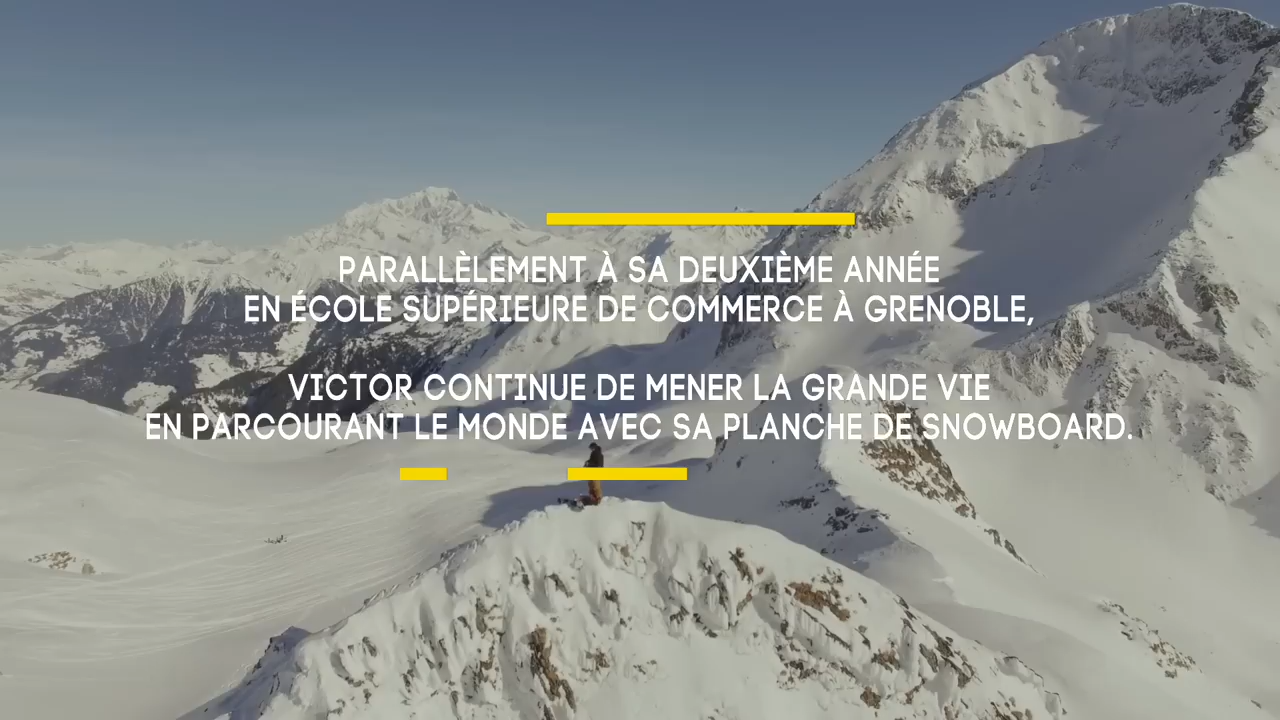 PARALLÈLEMENT À SA DEUXIÈME ANNÉE
EN ÉCOLE SUPÉRIEURE DE COMMERCE À GRENOBLE,
VICTOR CONTINUE DE MENER LA GRANDE VIE
EN PARCOURANT LE MONDE AVEC SA PLANCHE DE SNOWBOARD.